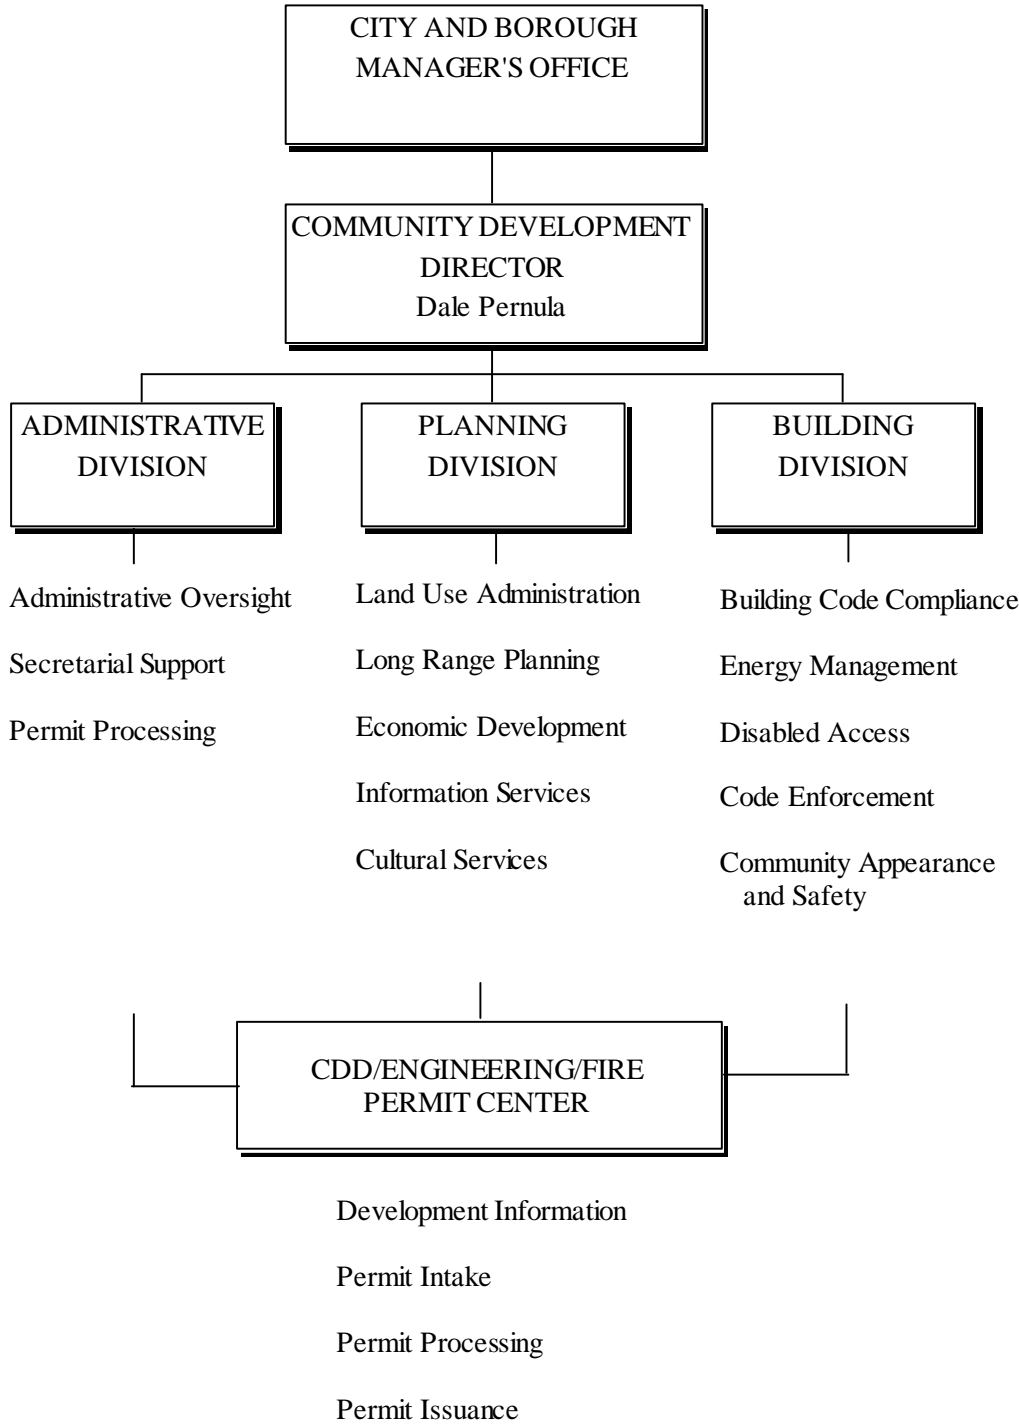 CITY AND BOROUGH
MANAGER'S OFFICE
COMMUNITY DEVELOPMENT
DIRECTOR
Dale Pernula
ADMINISTRATIVE
DIVISION
Administrative Oversight
Secretarial Support
Permit Processing
PLANNING
DIVISION
Land Use Administration
Long Range Planning
Economic Development
Information Services
Cultural Services
BUILDING
DIVISION
Building Code Compliance
Energy Management
Disabled Access
Code Enforcement
Community Appearance
and Safety
CDD/ENGINEERING/FIRE
PERMIT CENTER
Development Information
Permit Intake
Permit Processing
Permit Issuance